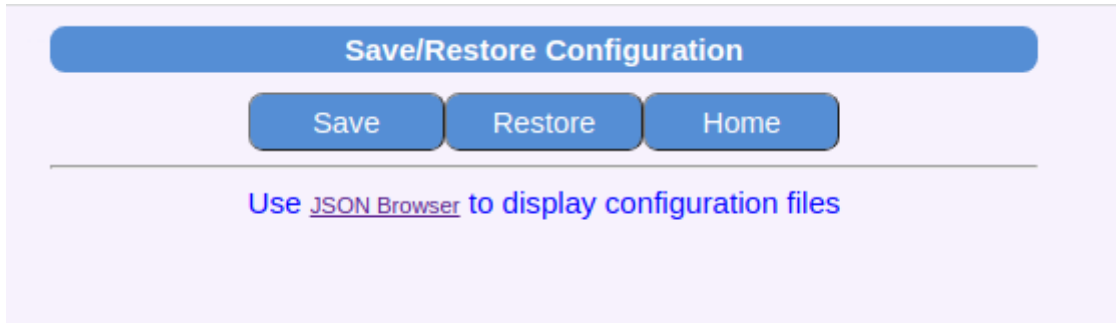 Save/Restore Configuration
Save Restore Home
Use JSON Browser to display configuration files